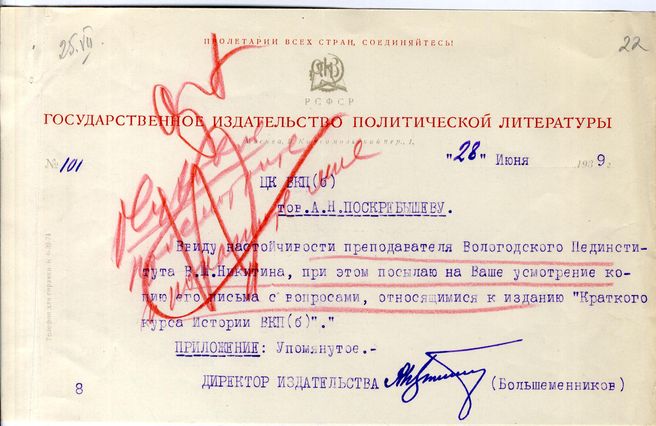 25.VII
22
ПРОЛЕТАРИИ ВСЕХ СТРАН, СОЕДИНЯЙТЕСЬ!
РСФСР
ГОСУДАРСТВЕННОЕ ИЗДАТЕЛЬСТВО ПОЛИТИЧЕСКОЙ ЛИТЕРАТУРЫ
Москва,
№ 101
"28" Июня 1939 г.
ЦК ВКП(б)
тов.А.Н.ПОСКРЕБЫШЕВУ.
Ввиду настойчивости преподавателя Вологодского Пединсти-
тута В.М.Никитина, при этом посылаю на Ваше усмотрение ко-
пию его письма с вопросами, относящимися к изданию "Краткого
курса Истории ВКП(б)"."
ПРИЛОЖЕНИЕ: Упомянутое.-
ДИРЕКТОР ИЗДАТЕЛЬСТВА (Большеменников)
8